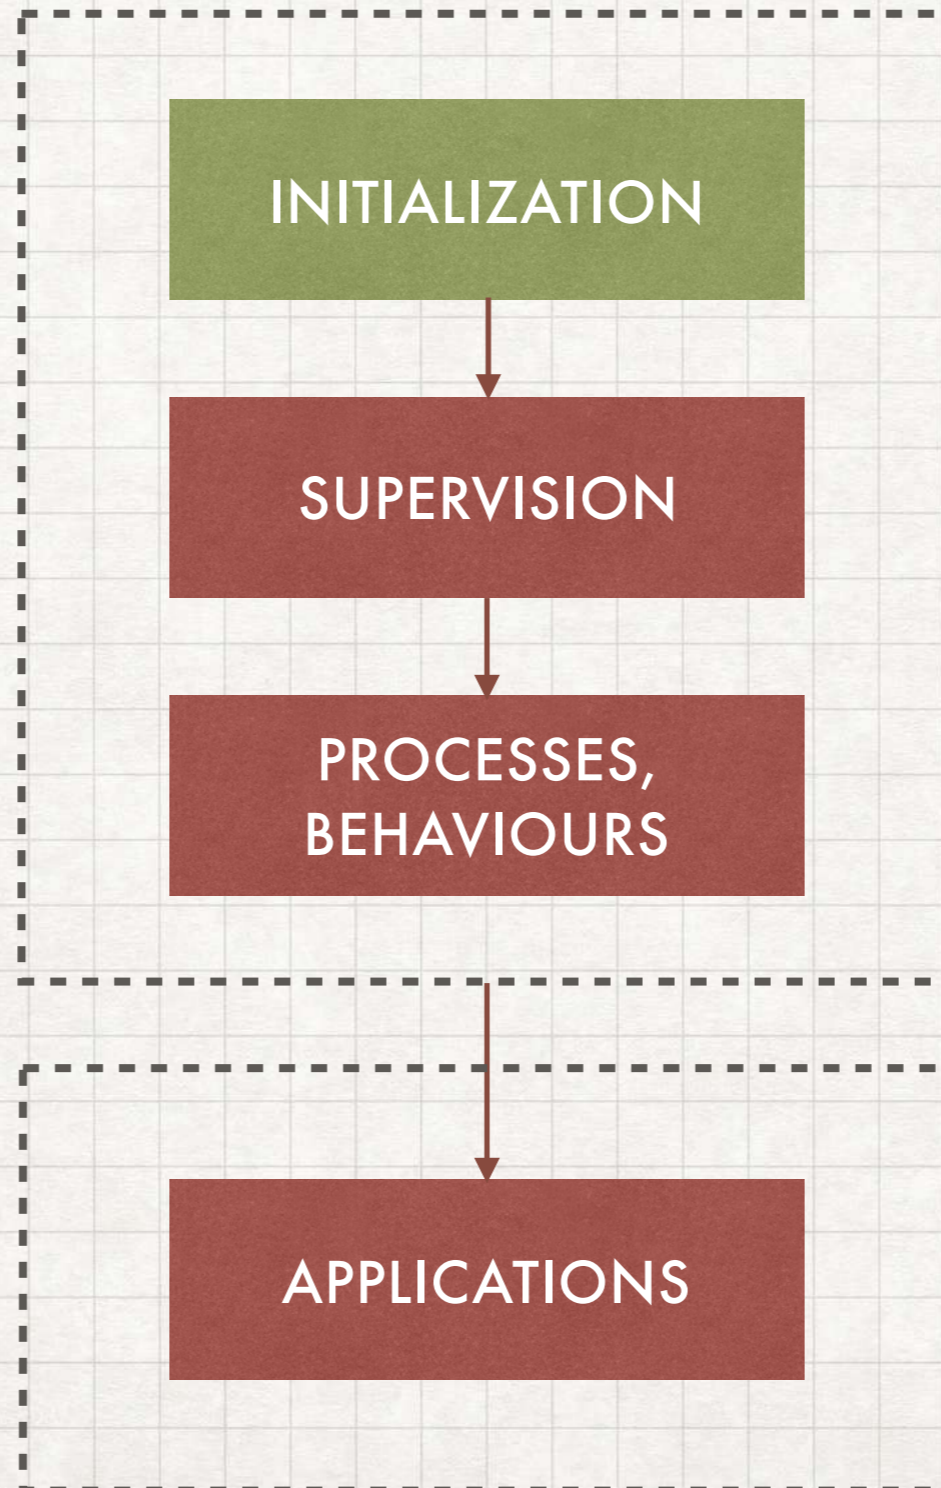 INITIALIZATION
SUPERVISION
PROCESSES,
BEHAVIOURS
APPLICATIONS